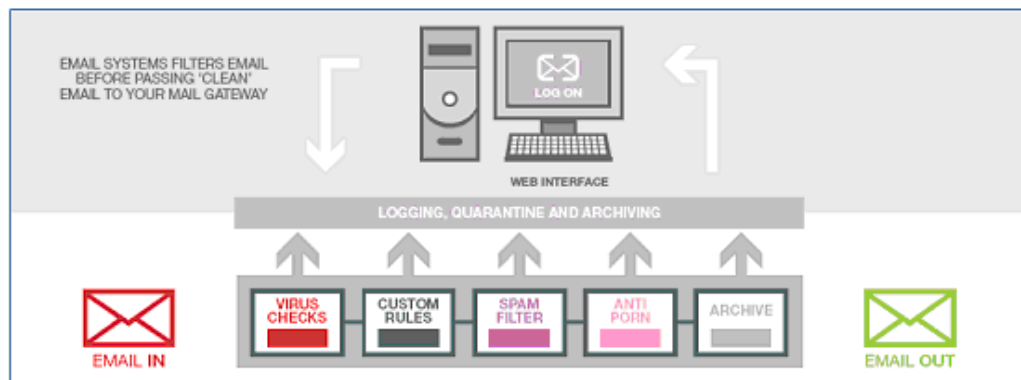 EMAIL SYSTEMS FILTERS EMAIL
BEFORE PASSING 'CLEAN'
EMAIL TO YOUR MAIL GATEWAY
LOG ON
WEB INTERFACE
LOGGING, QUARANTINE AND ARCHIVING
VIRUS
CHECKS
CUSTOM
RULES
SPAM
FILTER
ANTI
PORN
ARCHIVE
EMAIL IN
EMAIL OUT